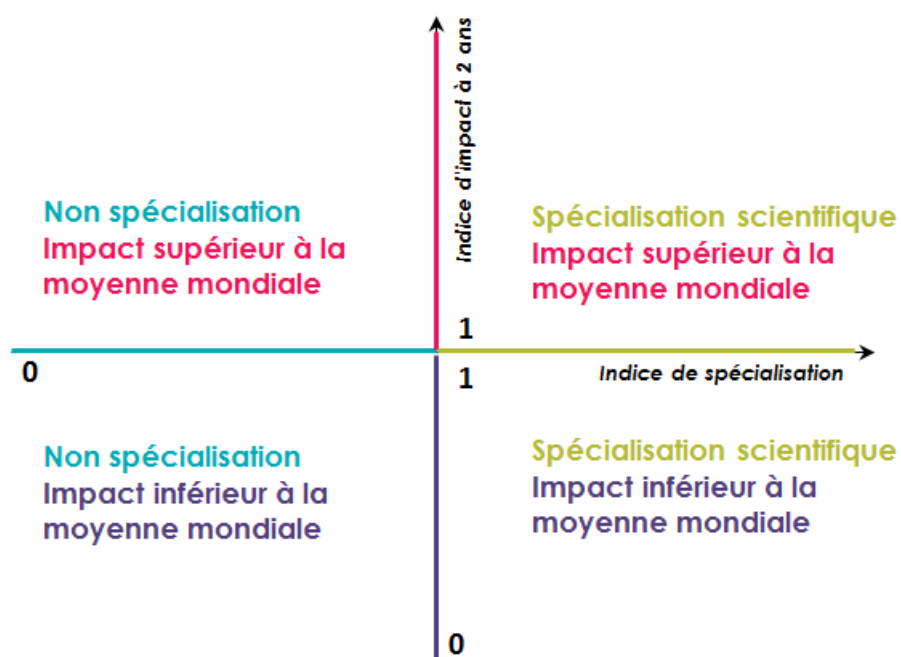 Indice d'impact à 2 ans
Non spécialisation
Impact supérieur à la
moyenne mondiale
Spécialisation scientifique
Impact supérieur à la
moyenne mondiale
1
0
1
Indice de spécialisation
Non spécialisation
Impact inférieur à la
moyenne mondiale
Spécialisation scientifique
Impact inférieur à la
moyenne mondiale
0